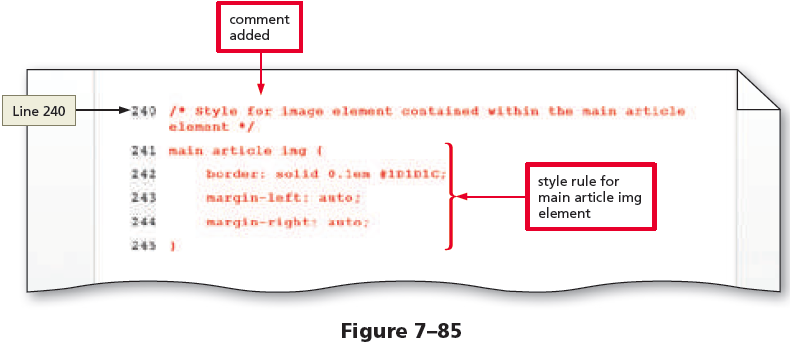 comment
added
Line 240
240 /* Style for image element contained within the main article
element */
241 main article img {
242 border: solid 0.1em #1D1D1C;
243 margin-left: auto;
244 margin-right: auto;
245 }
style rule for
main article img
element
Figure 7–85